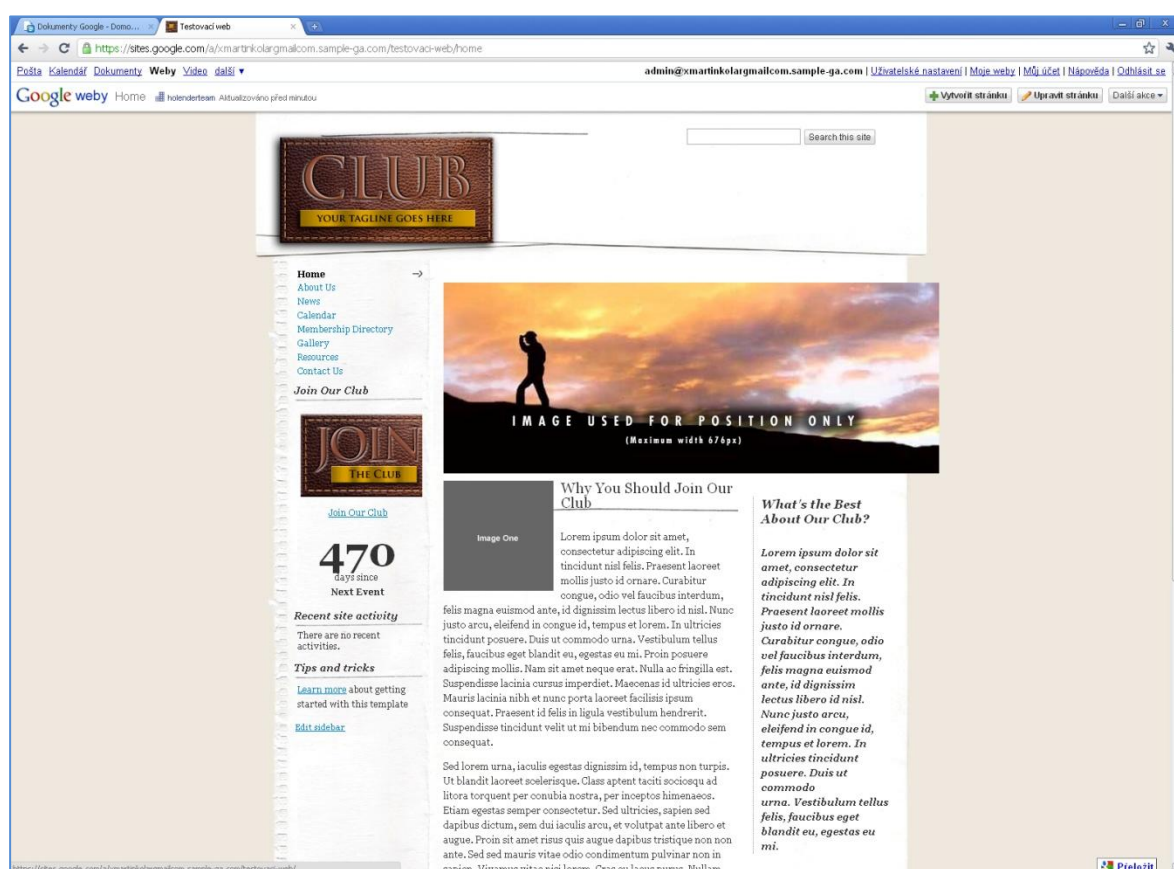 Dokumenty Google - Domo...
Testovací web
https://sites.google.com/a/xmartinkolargmailcom.sample-ga.com/testovaci-web/home
Pošta Kalendář Dokumenty Weby Video další ▾
admin@xmartinkolargmailcom.sample-ga.com | Uživatelské nastavení | Moje weby | Můj účet | Nápověda | Odhlásit se
Google weby Home holenderteam Aktualizováno před minutou
Vytvořit stránku Upravit stránku Další akce ▾
Search this site
CLUB
YOUR TAGLINE GOES HERE
Home
About Us
News
Calendar
Membership Directory
Gallery
Resources
Contact Us
Join Our Club
JOIN
THE CLUB
Join Our Club
470
days since
Next Event
Recent site activity
There are no recent
activities.
Tips and tricks
Learn more about getting
started with this template
Edit sidebar
IMAGE USED FOR POSITION ONLY
(Maximum width 676px)
Image One
Why You Should Join Our
Club
Lorem ipsum dolor sit amet,
consectetur adipiscing elit. In
tincidunt nisl felis. Praesent laoreet
mollis justo id ornare. Curabitur
congue, odio vel faucibus interdum,
felis magna euismod ante, id dignissim lectus libero id nisl. Nunc
justo arcu, eleifend in congue id, tempus et lorem. In ultricies
tincidunt posuere. Duis ut commodo urna. Vestibulum tellus
felis, faucibus eget blandit eu, egestas eu mi. Proin posuere
adipiscing mollis. Nam sit amet neque erat. Nulla ac fringilla est.
Suspendisse lacinia cursus imperdiet. Maecenas id ultricies eros.
Mauris lacinia nibh et nunc porta laoreet facilisis ipsum
consequat. Praesent id felis in ligula vestibulum hendrerit.
Suspendisse tincidunt velit ut mi bibendum nec commodo sem
consequat.
Sed lorem urna, iaculis egestas dignissim id, tempus non turpis.
Ut blandit laoreet scelerisque. Class aptent taciti sociosqu ad
litora torquent per conubia nostra, per inceptos himenaeos.
Etiam egestas semper consectetur. Sed ultricies, sapien sed
dapibus dictum, sem dui iaculis arcu, et volutpat ante libero et
augue. Proin sit amet risus quis augue dapibus tristique non non
ante. Sed sed mauris vitae odio condimentum pulvinar non in
What's the Best
About Our Club?
Lorem ipsum dolor sit
amet, consectetur
adipiscing elit. In
tincidunt nisl felis.
Praesent laoreet mollis
justo id ornare.
Curabitur congue, odio
vel faucibus interdum,
felis magna euismod
ante, id dignissim
lectus libero id nisl.
Nunc justo arcu,
eleifend in congue id,
tempus et lorem. In
ultricies tincidunt
posuere. Duis ut
commodo
urna. Vestibulum tellus
felis, faucibus eget
blandit eu, egestas eu
mi.
Přeložit